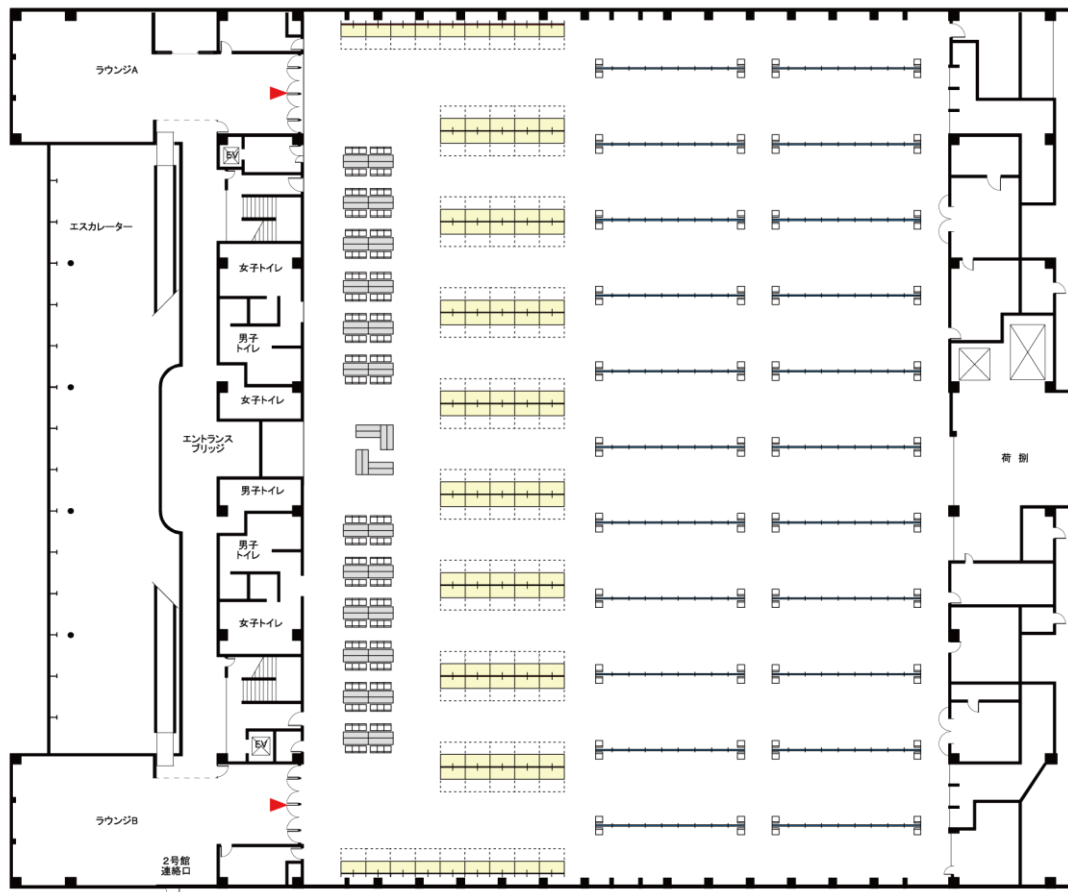 ラウンジA
EV
エスカレーター
女子トイレ
男子
トイレ
女子トイレ
エントランス
ブリッジ
荷 捌
男子トイレ
男子
トイレ
女子トイレ
EV
ラウンジB
2号館
連絡口